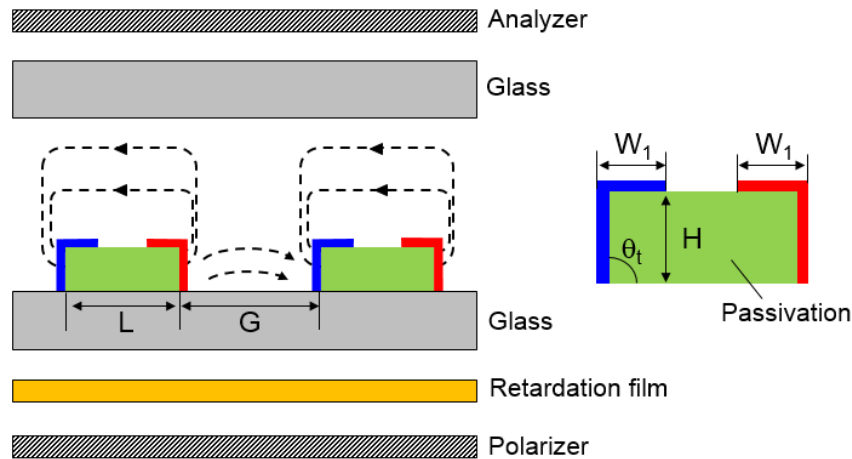 Analyzer
Glass
W₁ W₁
H
θₜ
Passivation
L G
Glass
Retardation film
Polarizer